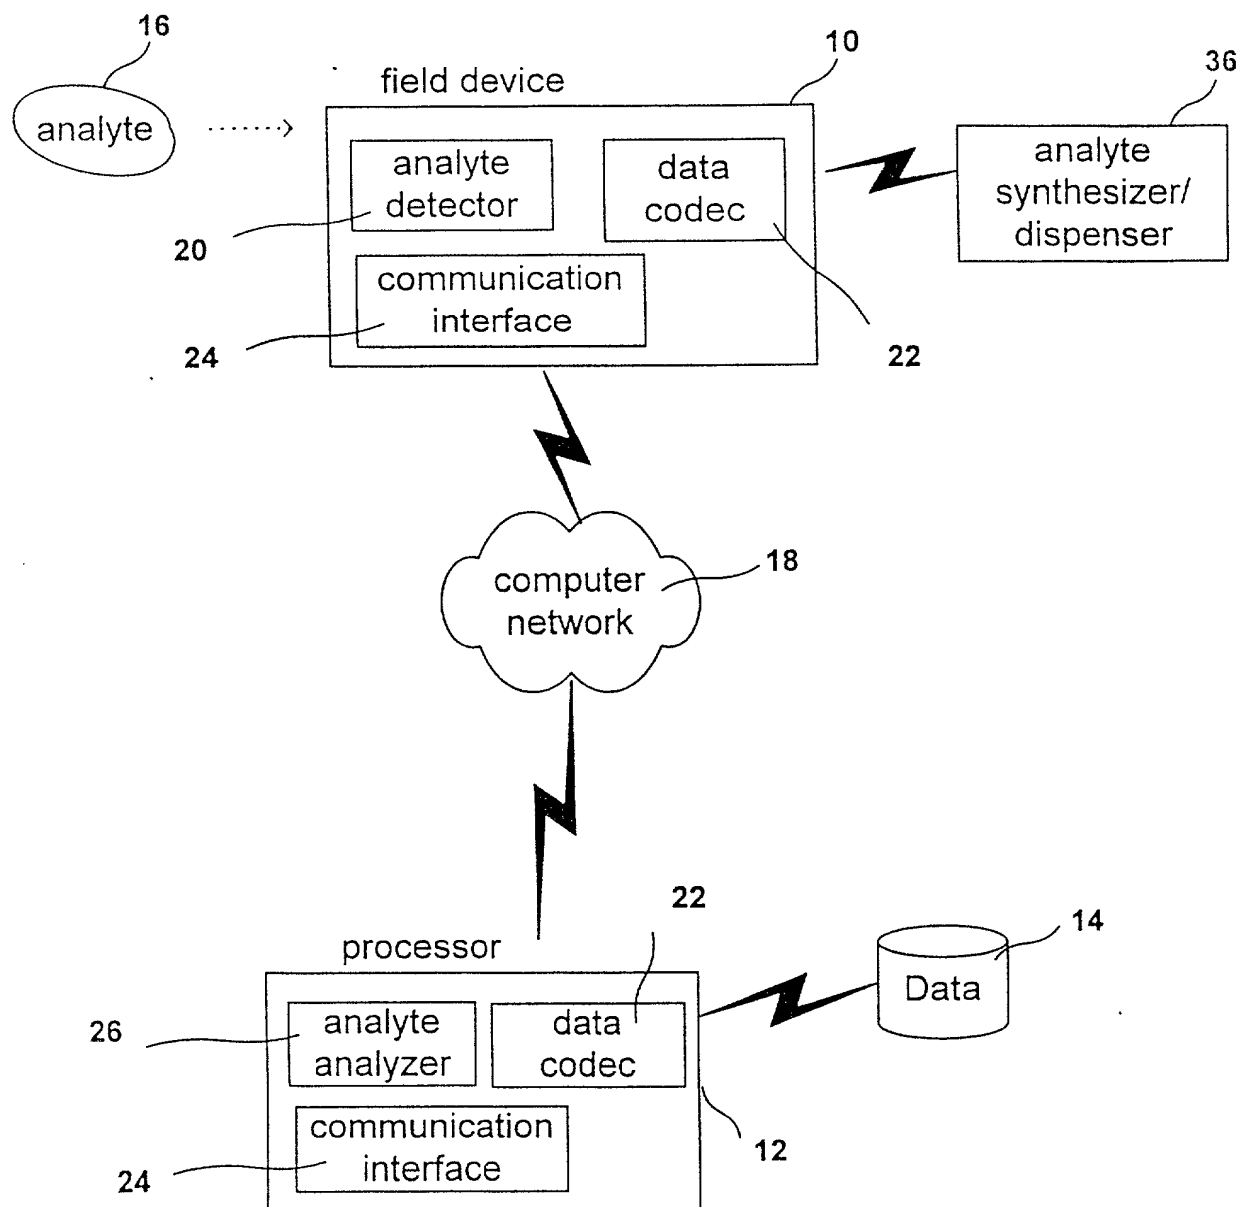 16
10
36
field device
analyte
analyte
detector
data
codec
analyte
synthesizer/
dispenser
20
communication
interface
24
22
computer
network
18
22
14
processor
Data
26
analyte
analyzer
data
codec
communication
interface
12
24